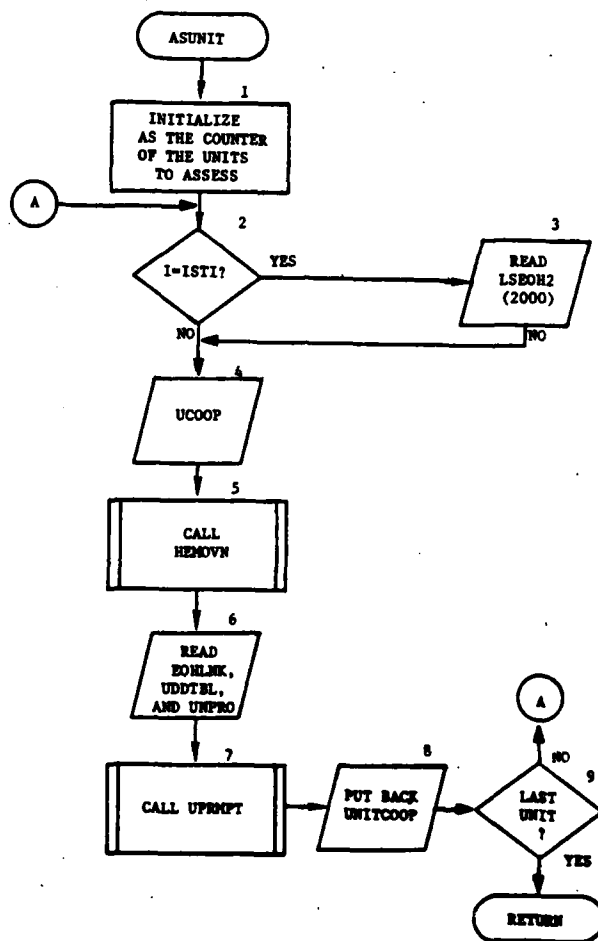 ASUNIT
1
INITIALIZE
AS THE COUNTER
OF THE UNITS
TO ASSESS
A
2
I=ISTI?
YES
3
READ
LSEOH2
(2000)
NO
NO
4
UCOOP
5
CALL
HEMOVN
6
READ
EOHLNK,
UDDTBL,
AND UNPRO
7
CALL UPRMPT
8
PUT BACK
UNITCOOP
A
NO
9
LAST
UNIT
?
YES
RETURN